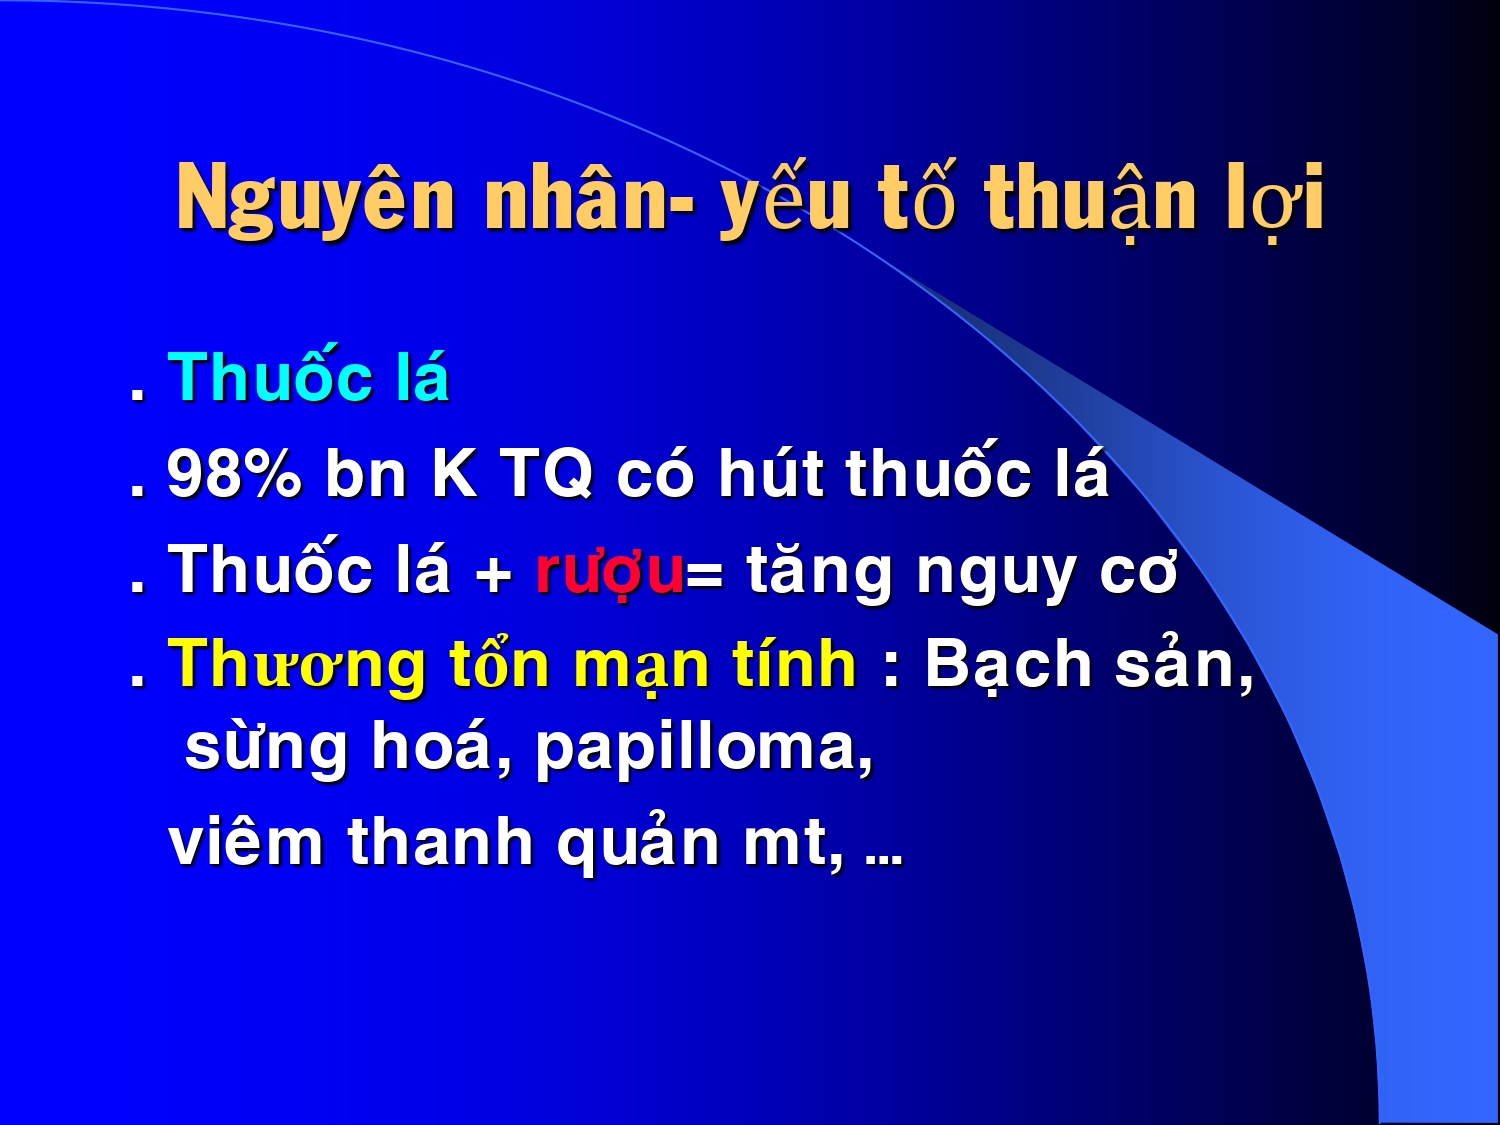 Nguyên nhân- yếu tố thuận lợi
. Thuốc lá
. 98% bn K TQ có hút thuốc lá
. Thuốc lá + rượu= tăng nguy cơ
. Thương tổn mạn tính : Bạch sản,
sừng hoá, papilloma,
viêm thanh quản mt, ...